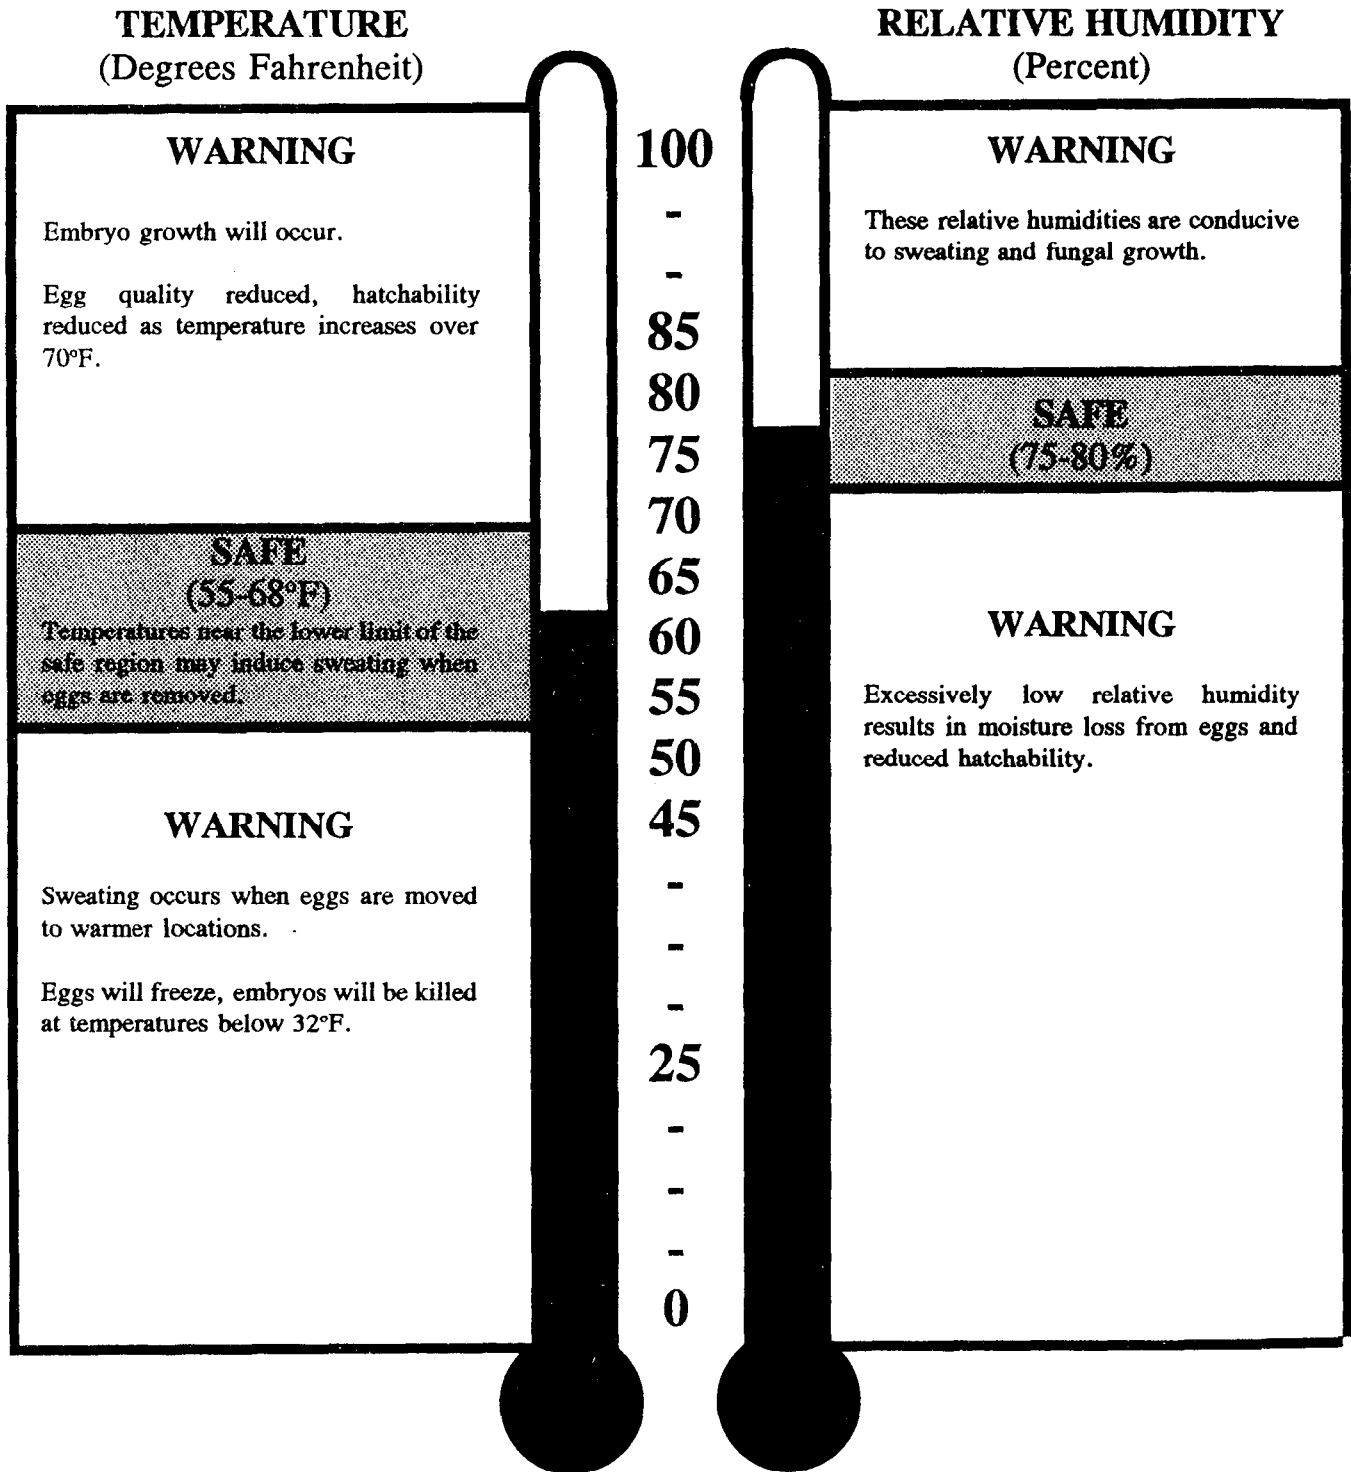 TEMPERATURE
(Degrees Fahrenheit)
WARNING
Embryo growth will occur.
Egg quality reduced, hatchability
reduced as temperature increases over
70°F.
SAFE
(55-68°F)
Temperatures near the lower limit of the
safe region may induce sweating when
eggs are removed.
WARNING
Sweating occurs when eggs are moved
to warmer locations.
Eggs will freeze, embryos will be killed
at temperatures below 32°F.
100
-
-
85
80
75
70
65
60
55
50
45
-
-
-
25
-
-
-
0
RELATIVE HUMIDITY
(Percent)
WARNING
These relative humidities are conducive
to sweating and fungal growth.
SAFE
(75-80%)
WARNING
Excessively low relative humidity
results in moisture loss from eggs and
reduced hatchability.